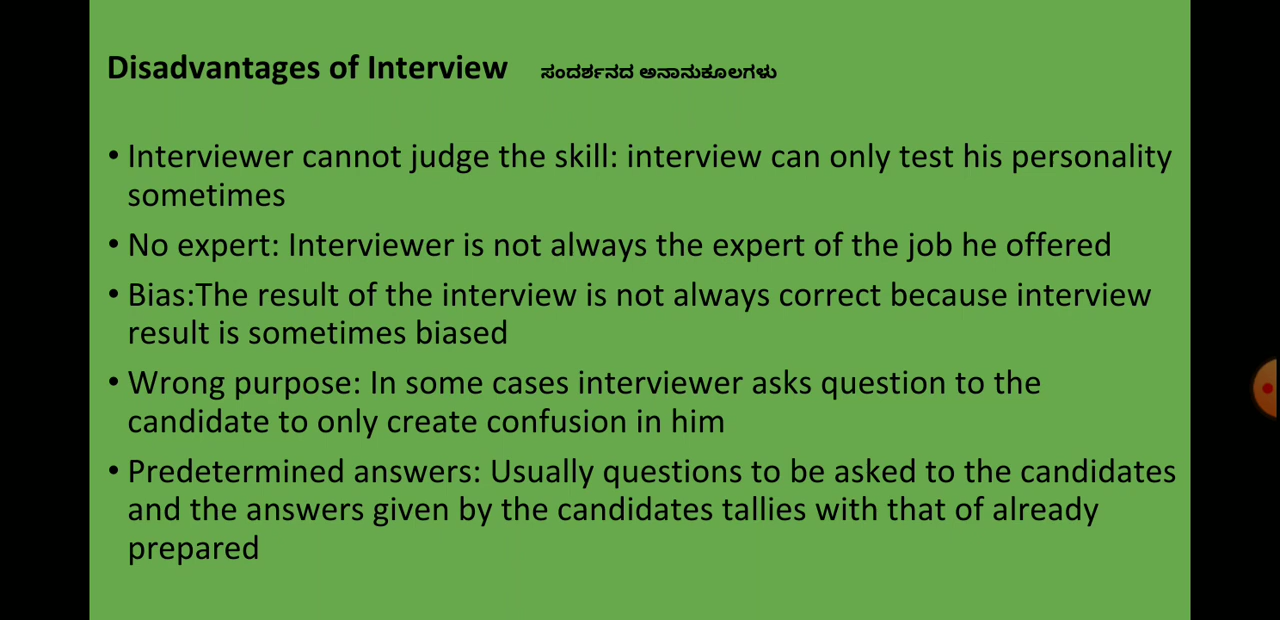 Disadvantages of Interview ಸಂದರ್ಶನದ ಅನಾನುಕೂಲಗಳು
• Interviewer cannot judge the skill: interview can only test his personality
sometimes
• No expert: Interviewer is not always the expert of the job he offered
• Bias:The result of the interview is not always correct because interview
result is sometimes biased
• Wrong purpose: In some cases interviewer asks question to the
candidate to only create confusion in him
• Predetermined answers: Usually questions to be asked to the candidates
and the answers given by the candidates tallies with that of already
prepared